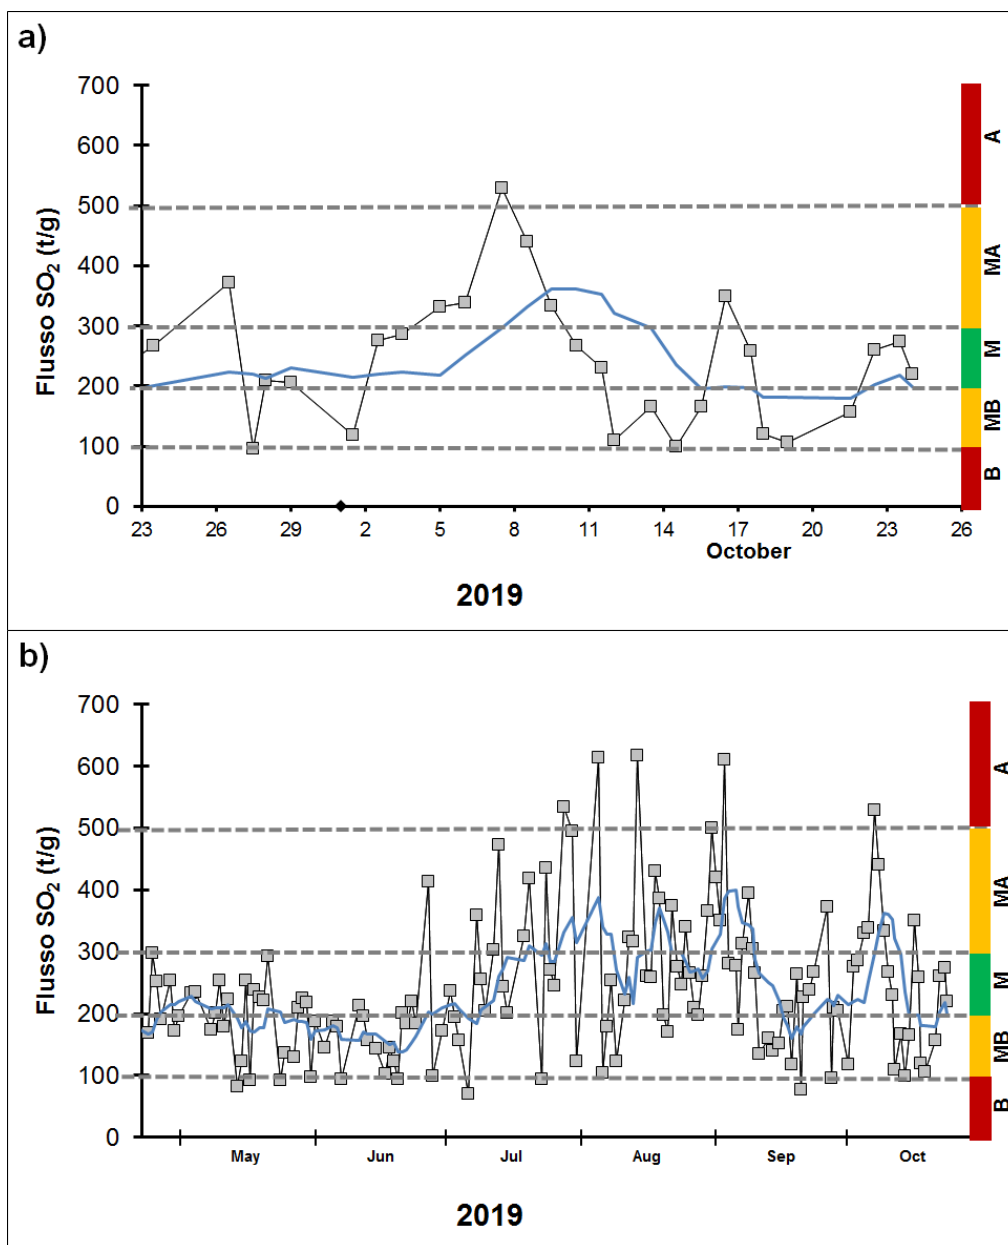 a)
700
600
500
400
300
200
100
0
Flusso SO₂ (t/g)
A
MA
M
MB
B
23 26 29 2 5 8 11 14 17 20 23 26
October
2019
b)
700
600
500
400
300
200
100
0
Flusso SO₂ (t/g)
A
MA
M
MB
B
May Jun Jul Aug Sep Oct
2019